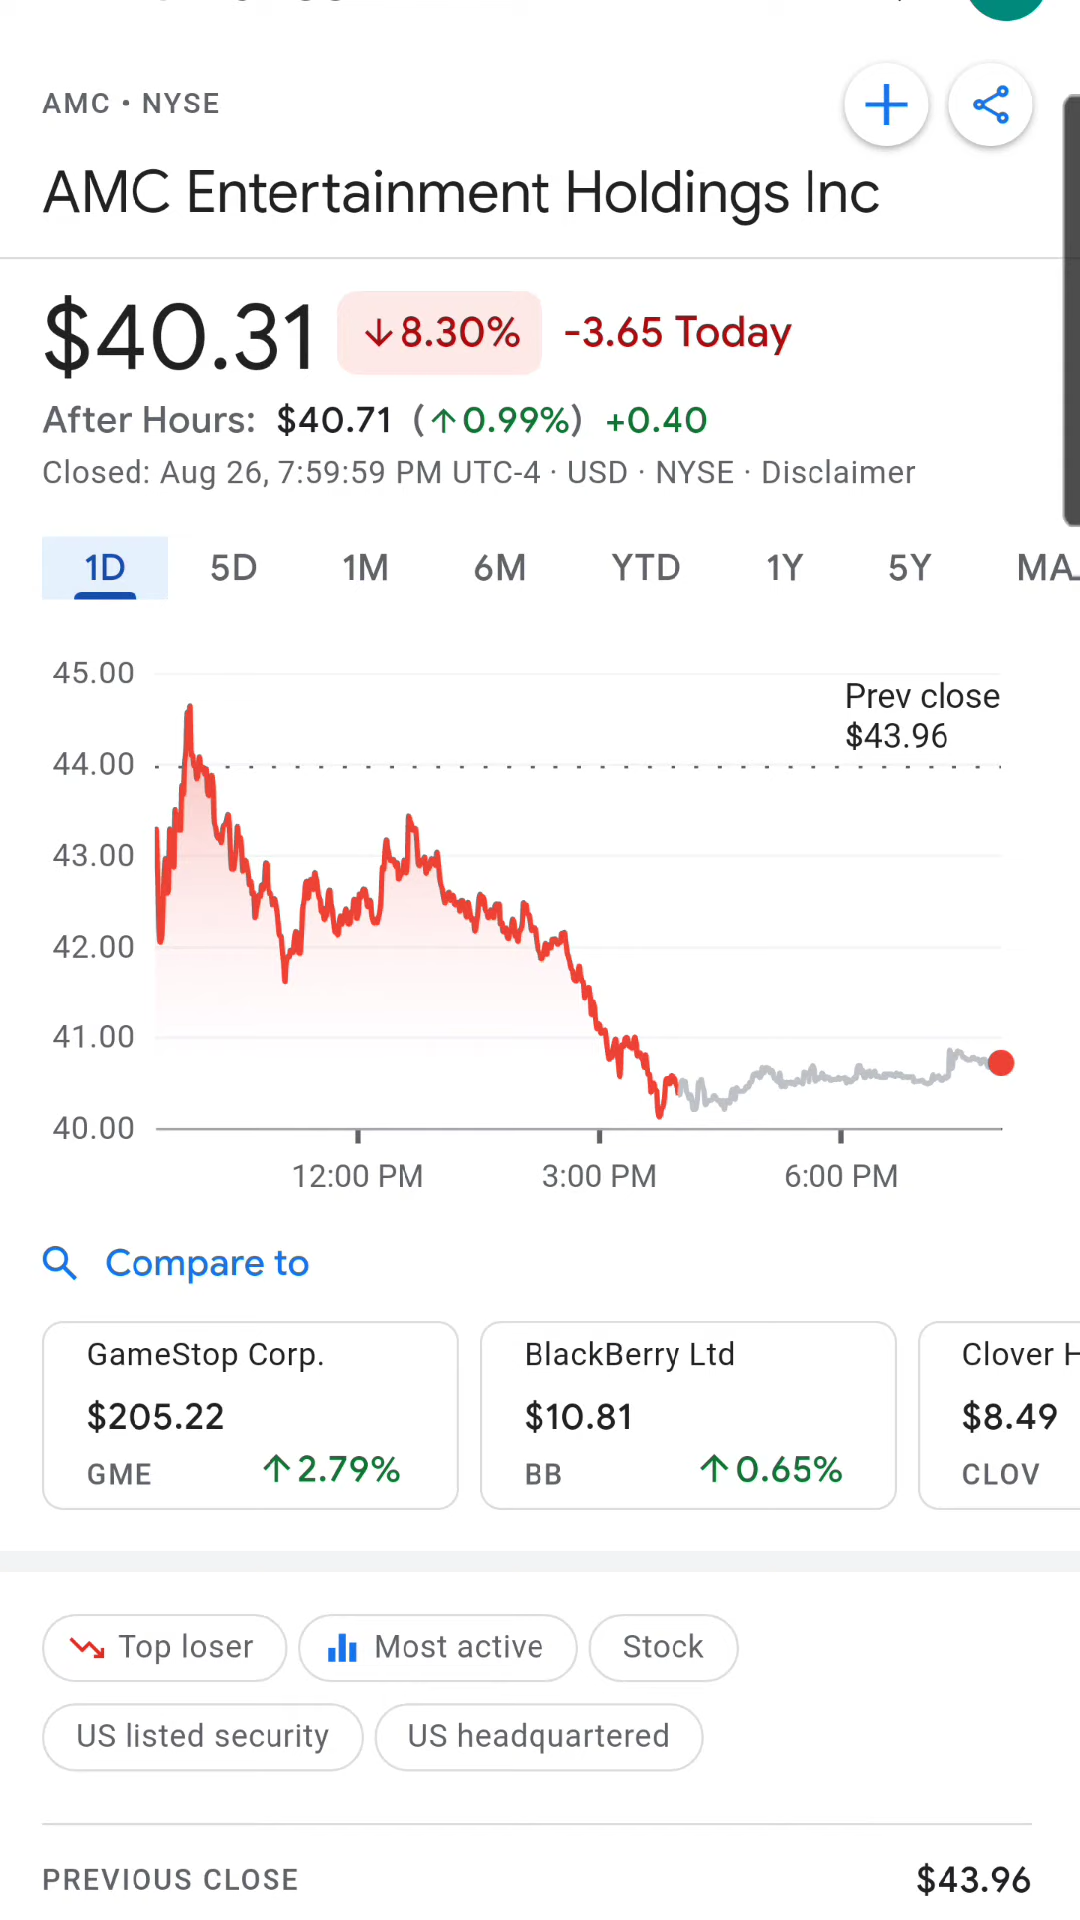 AMC • NYSE
AMC Entertainment Holdings Inc
$40.31 ↓8.30% -3.65 Today
After Hours: $40.71 (↑0.99%) +0.40
Closed: Aug 26, 7:59:59 PM UTC-4 · USD · NYSE · Disclaimer
1D 5D 1M 6M YTD 1Y 5Y MA
45.00
Prev close
$43.96
44.00
43.00
42.00
41.00
40.00
12:00 PM 3:00 PM 6:00 PM
Compare to
GameStop Corp. BlackBerry Ltd Clover H
$205.22 $10.81 $8.49
GME ↑2.79% BB ↑0.65% CLOV
Top loser Most active Stock
US listed security US headquartered
PREVIOUS CLOSE $43.96